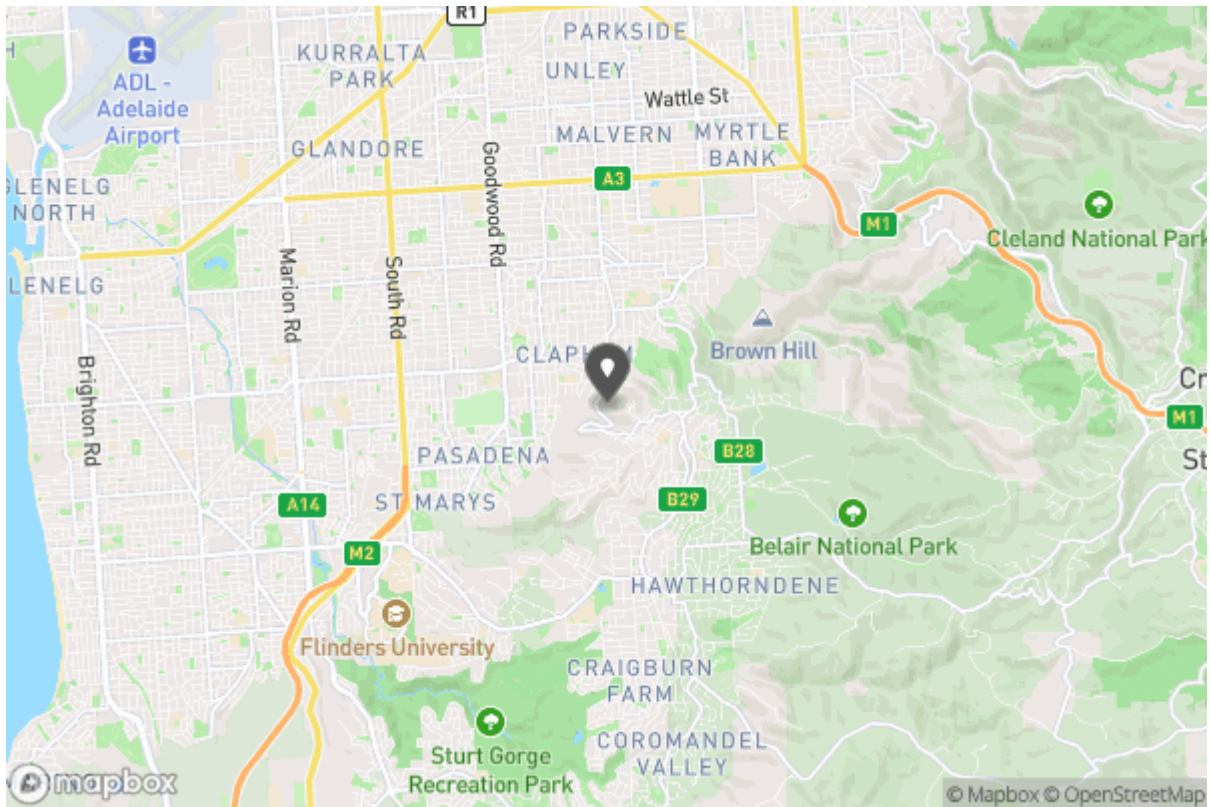 R1
PARKSIDE
KURRALTA
PARK
UNLEY
ADL -
Adelaide
Airport
Wattle St
MALVERN
MYRTLE
BANK
GLANDORE
Goodwood Rd
A3
GLENELG
NORTH
M1
Cleland National Park
LENELG
Marion Rd
South Rd
Brown Hill
CLAPH M
Brighton Rd
Cr
M1
St
PASADENA
B28
ST MARYS
A14
B29
M2
Belair National Park
HAWTHORNDENE
Flinders University
CRAIGBURN
FARM
Sturt Gorge
Recreation Park
COROMANDEL
VALLEY
mapbox
© Mapbox © OpenStreetMap